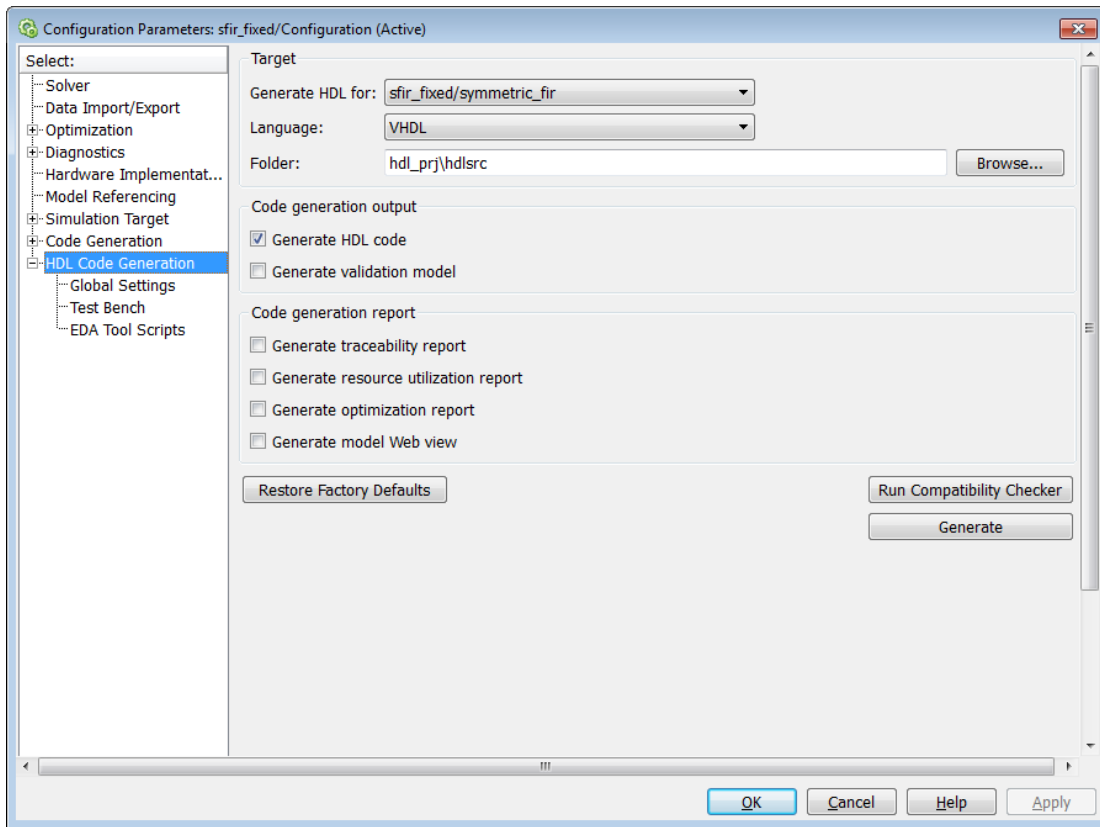 Configuration Parameters: sfir_fixed/Configuration (Active)
Select:
Solver
Data Import/Export
Optimization
Diagnostics
Hardware Implementat...
Model Referencing
Simulation Target
Code Generation
HDL Code Generation
Global Settings
Test Bench
EDA Tool Scripts
Target
Generate HDL for: sfir_fixed/symmetric_fir
Language: VHDL
Folder: hdl_prj\hdlsrc Browse...
Code generation output
Generate HDL code
Generate validation model
Code generation report
Generate traceability report
Generate resource utilization report
Generate optimization report
Generate model Web view
Restore Factory Defaults Run Compatibility Checker
Generate
OK Cancel Help Apply